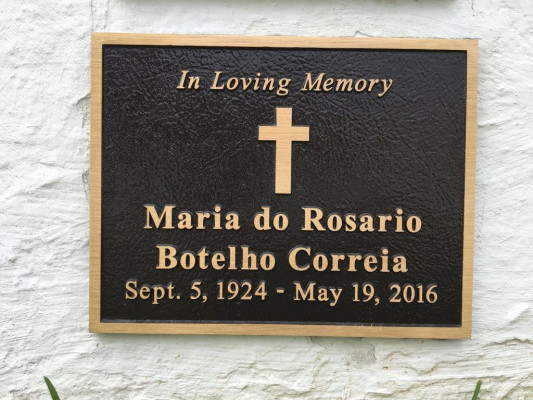 In Loving Memory
Maria do Rosario
Botelho Correia
Sept. 5, 1924 - May 19, 2016